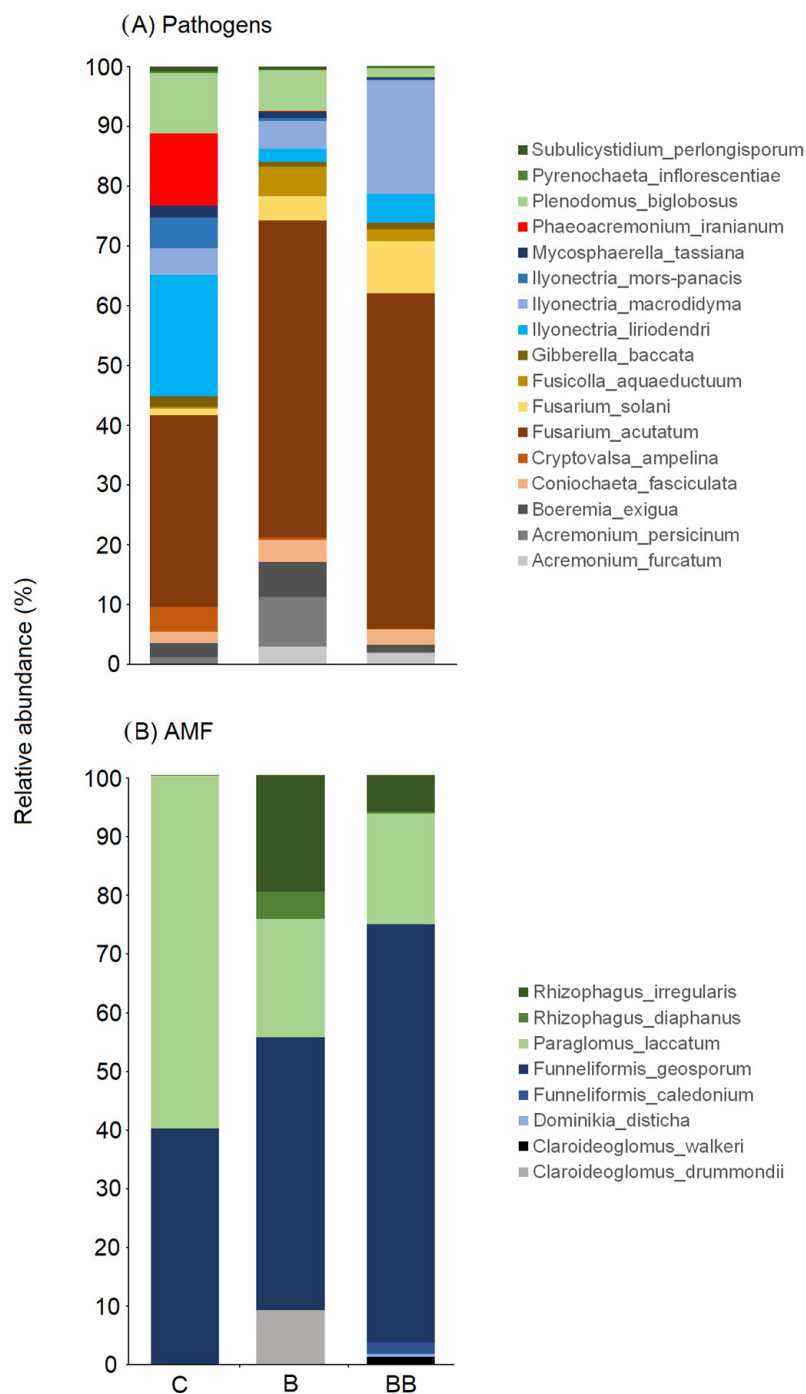 (A) Pathogens
100
90
80
70
60
50
40
30
20
10
0
Subulicystidium_perlongisporum
Pyrenochaeta_inflorescentiae
Plenodomus_biglobosus
Phaeoacremonium_iranianum
Mycosphaerella_tassiana
Ilyonectria_mors-panacis
Ilyonectria_macrodidyma
Ilyonectria_liriodendri
Gibberella_baccata
Fusicolla_aquaeductuum
Fusarium_solani
Fusarium_acutatum
Cryptovalsa_ampelina
Coniochaeta_fasciculata
Boeremia_exigua
Acremonium_persicinum
Acremonium_furcatum
Relative abundance (%)
(B) AMF
100
90
80
70
60
50
40
30
20
10
0
Rhizophagus_irregularis
Rhizophagus_diaphanus
Paraglomus_laccatum
Funneliformis_geosporum
Funneliformis_caledonium
Dominikia_disticha
Claroideoglomus_walkeri
Claroideoglomus_drummondii
C B BB